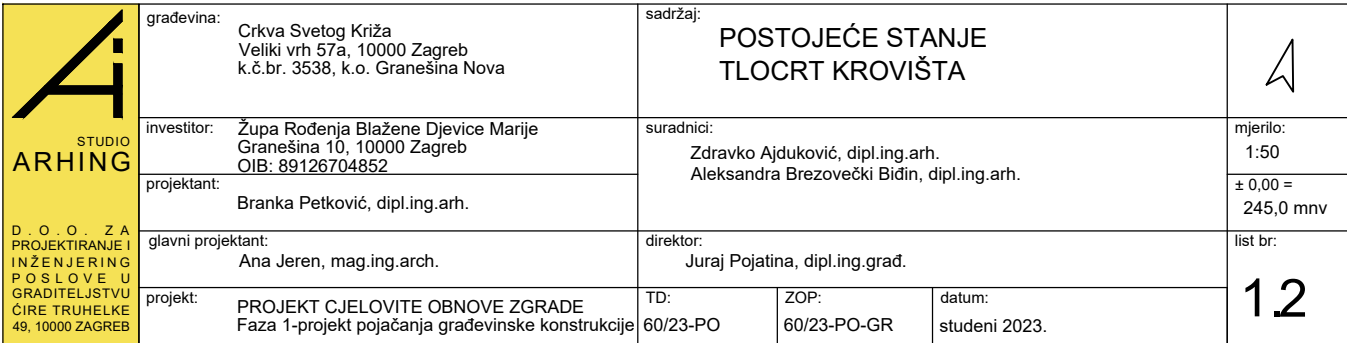 Ai
STUDIO
ARHING
D.O.O. ZA
PROJEKTIRANJE I
INŽENJERING
POSLOVE U
GRADITELJSTVU
ĆIRE TRUHELKE
49, 10000 ZAGREB
građevina:
Crkva Svetog Križa
Veliki vrh 57a, 10000 Zagreb
k.č.br. 3538, k.o. Granešina Nova
sadržaj:
POSTOJEĆE STANJE
TLOCRT KROVIŠTA
investitor:
Župa Rođenja Blažene Djevice Marije
Granešina 10, 10000 Zagreb
OIB: 89126704852
suradnici:
Zdravko Ajduković, dipl.ing.arh.
Aleksandra Brezovečki Biđin, dipl.ing.arh.
mjerilo:
1:50
projektant:
Branka Petković, dipl.ing.arh.
± 0,00 =
245,0 mnv
glavni projektant:
Ana Jeren, mag.ing.arch.
direktor:
Juraj Pojatina, dipl.ing.građ.
list br:
1.2
projekt:
PROJEKT CJELOVITE OBNOVE ZGRADE
Faza 1-projekt pojačanja građevinske konstrukcije
TD:
60/23-PO
ZOP:
60/23-PO-GR
datum:
studeni 2023.